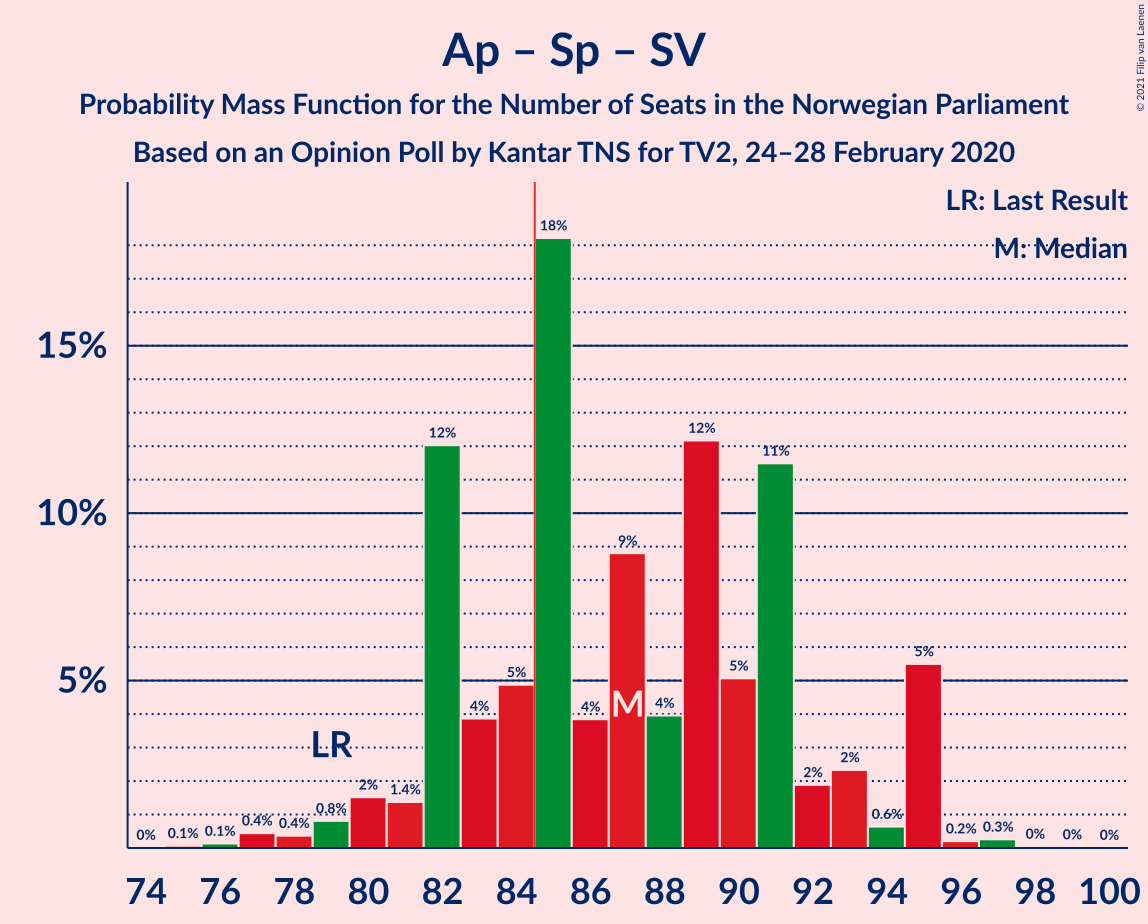 Ap – Sp – SV
Probability Mass Function for the Number of Seats in the Norwegian Parliament
Based on an Opinion Poll by Kantar TNS for TV2, 24–28 February 2020
© 2021 Filip van Laenen
LR: Last Result
M: Median
15%
10%
5%
0% 0.1% 0.1% 0.4% 0.4% 0.8% 2% 1.4% 12% 4% 5% 18% 4% 9% 4% 12% 5% 11% 2% 2% 0.6% 5% 0.2% 0.3% 0% 0% 0%
LR
M
74 76 78 80 82 84 86 88 90 92 94 96 98 100